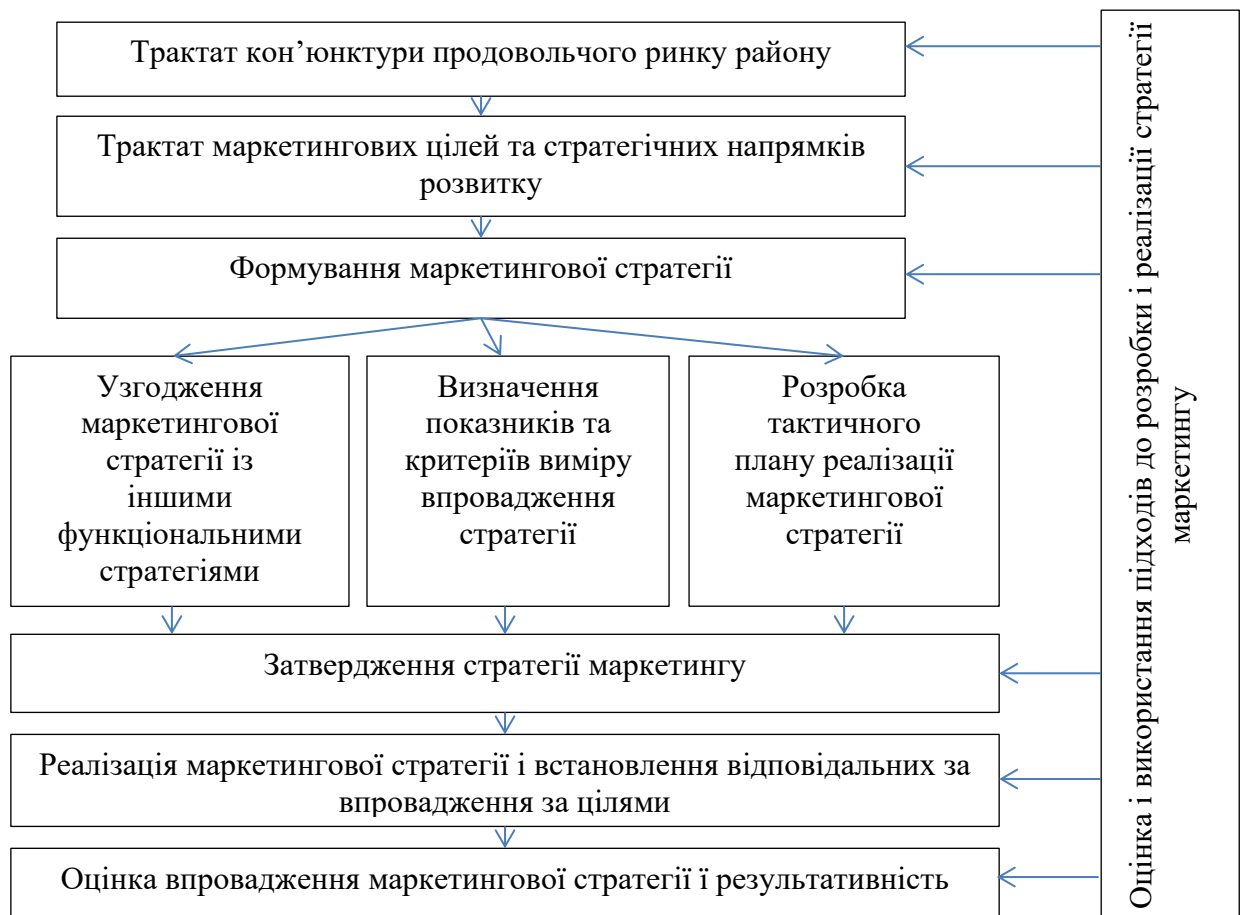 Трактат кон’юнктури продовольчого ринку району
Трактат маркетингових цілей та стратегічних напрямків
розвитку
Формування маркетингової стратегії
Узгодження
маркетингової
стратегії із
іншими
функціональними
стратегіями
Визначення
показників та
критеріїв виміру
впровадження
стратегії
Розробка
тактичного
плану реалізації
маркетингової
стратегії
Затвердження стратегії маркетингу
Реалізація маркетингової стратегії і встановлення відповідальних за
впровадження за цілями
Оцінка впровадження маркетингової стратегії ї результативність
Оцінка і використання підходів до розробки і реалізації стратегії
маркетингу